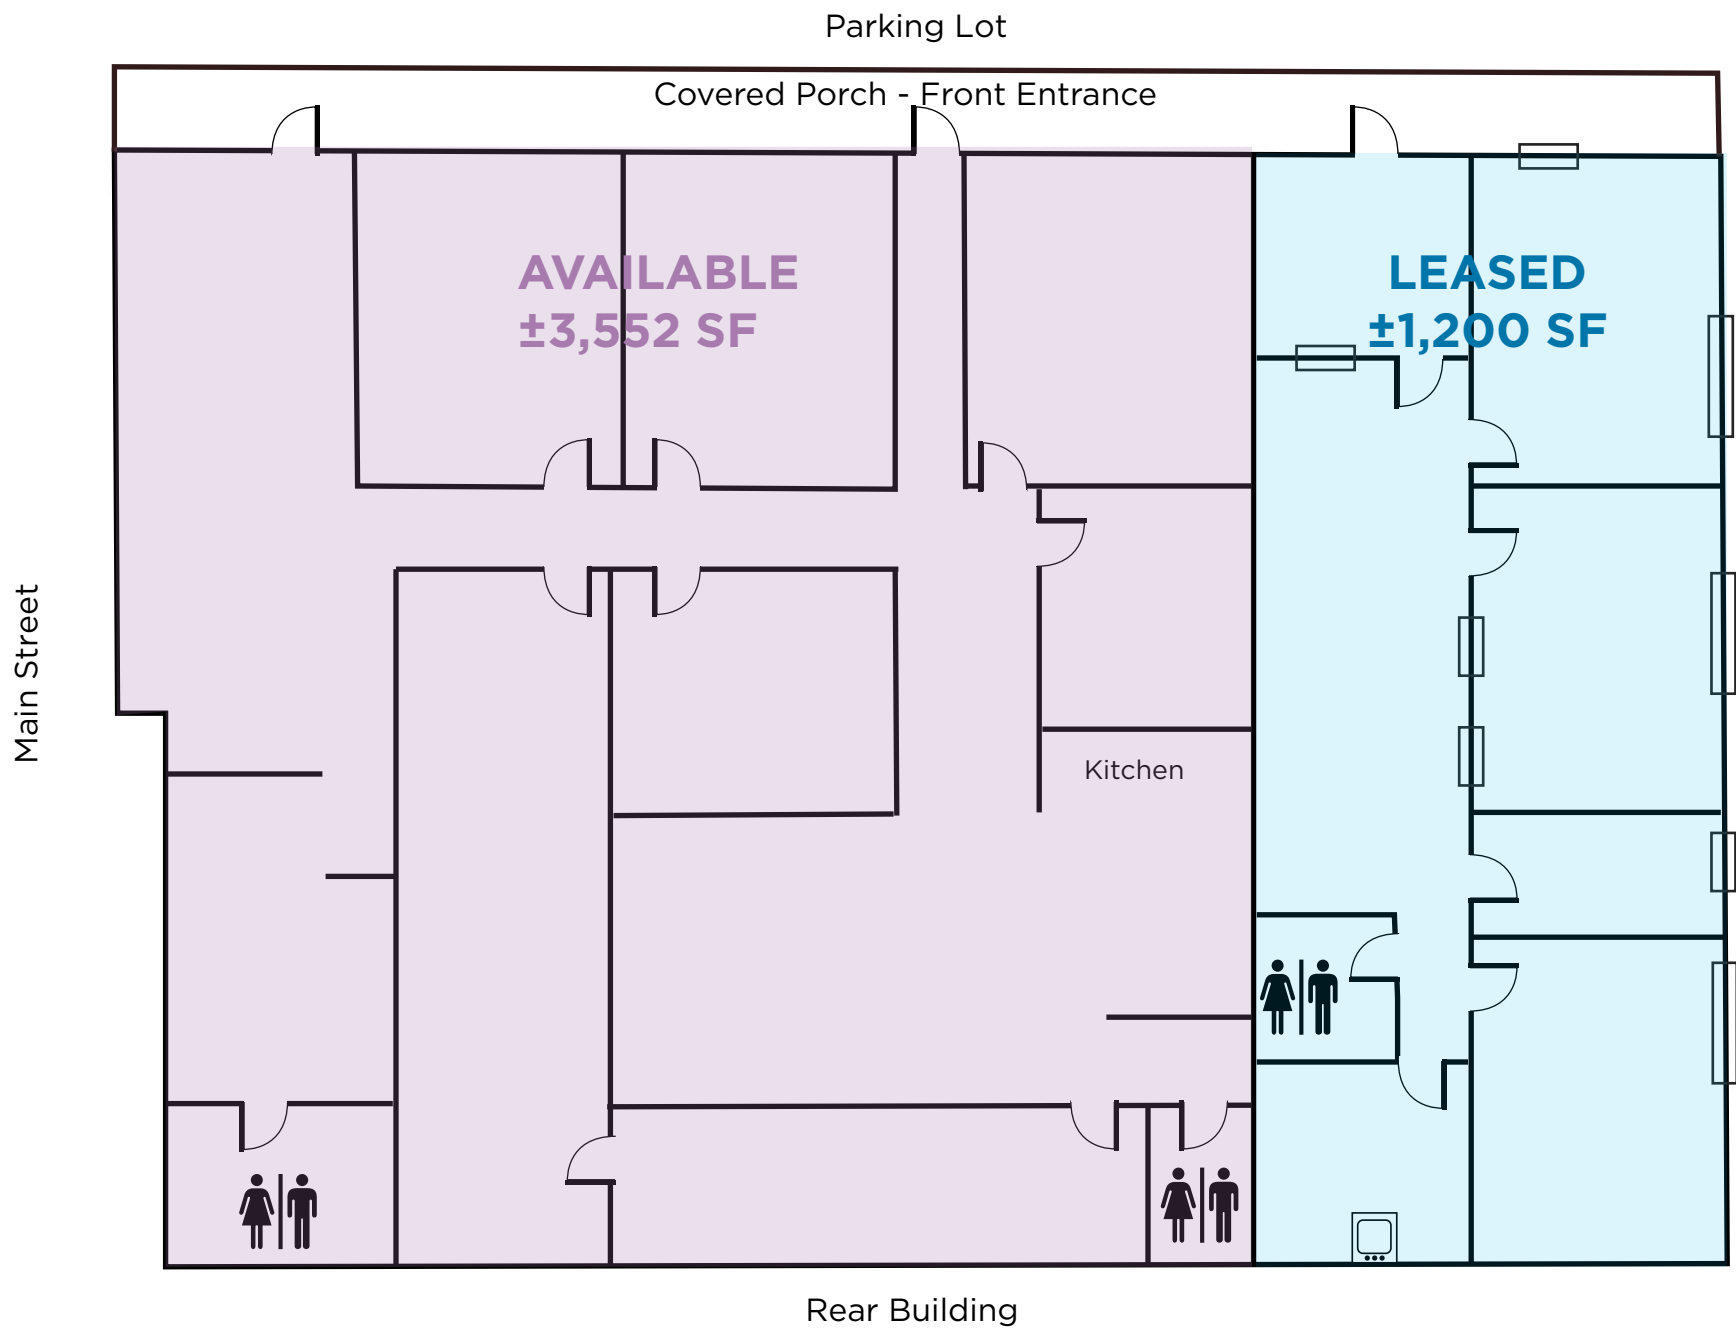 Parking Lot
Covered Porch - Front Entrance
AVAILABLE
±3,552 SF
LEASED
±1,200 SF
Main Street
Kitchen
Rear Building